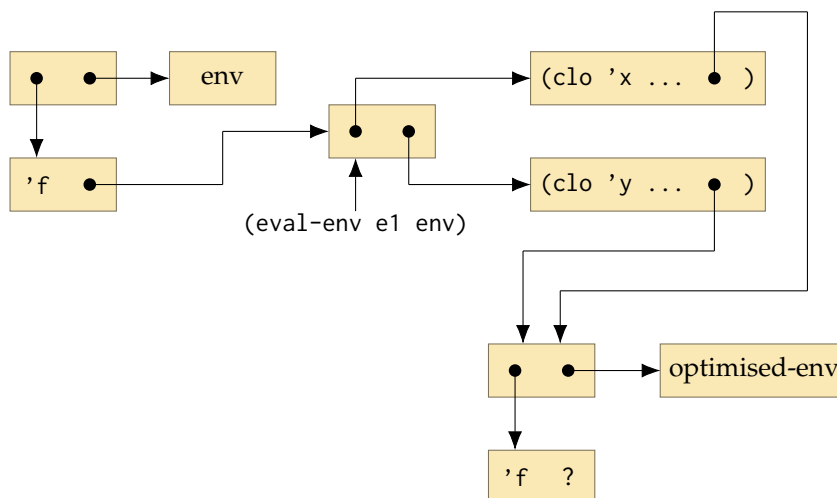 env
(clo ’x ... )
’f
(clo ’y ... )
(eval-env e1 env)
optimised-env
’f ?